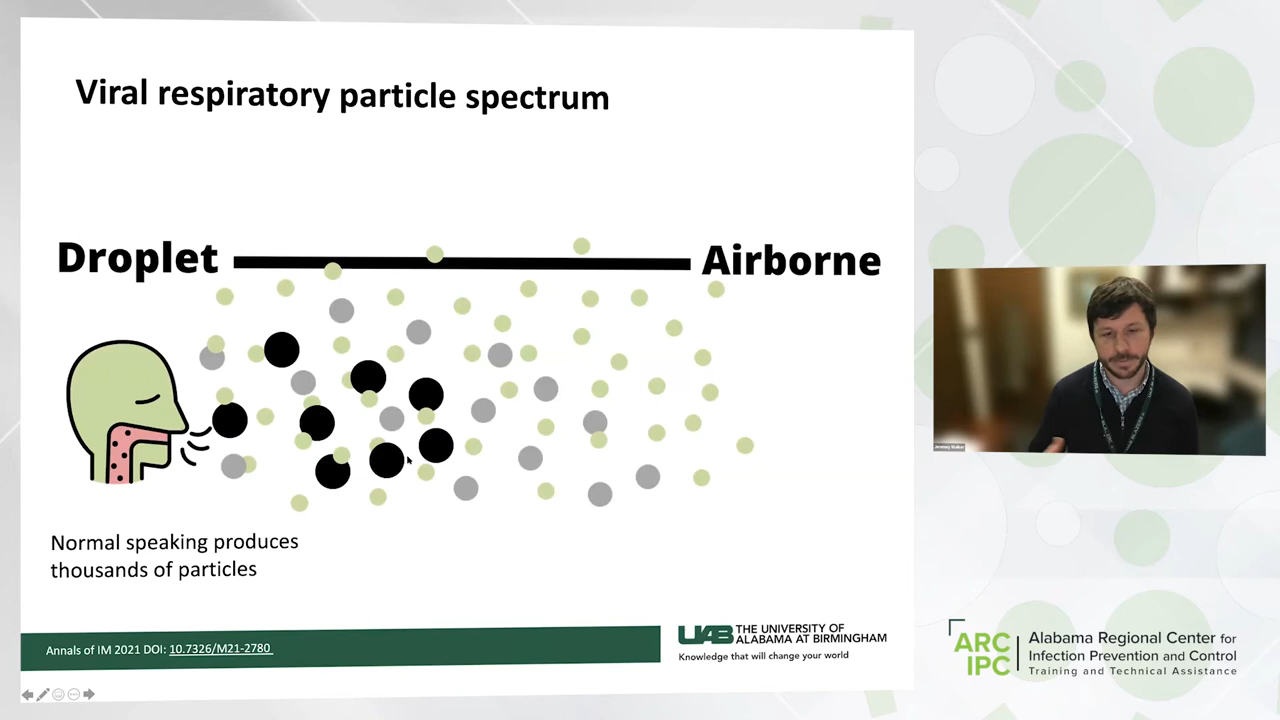 Viral respiratory particle spectrum
Droplet
Airborne
Normal speaking produces
thousands of particles
Annals of IM 2021 DOI: 10.7326/M21-2780
UAB THE UNIVERSITY OF
ALABAMA AT BIRMINGHAM
Knowledge that will change your world
Jeremey Walker
ARC
IPC
Alabama Regional Center for
Infection Prevention and Control
Training and Technical Assistance